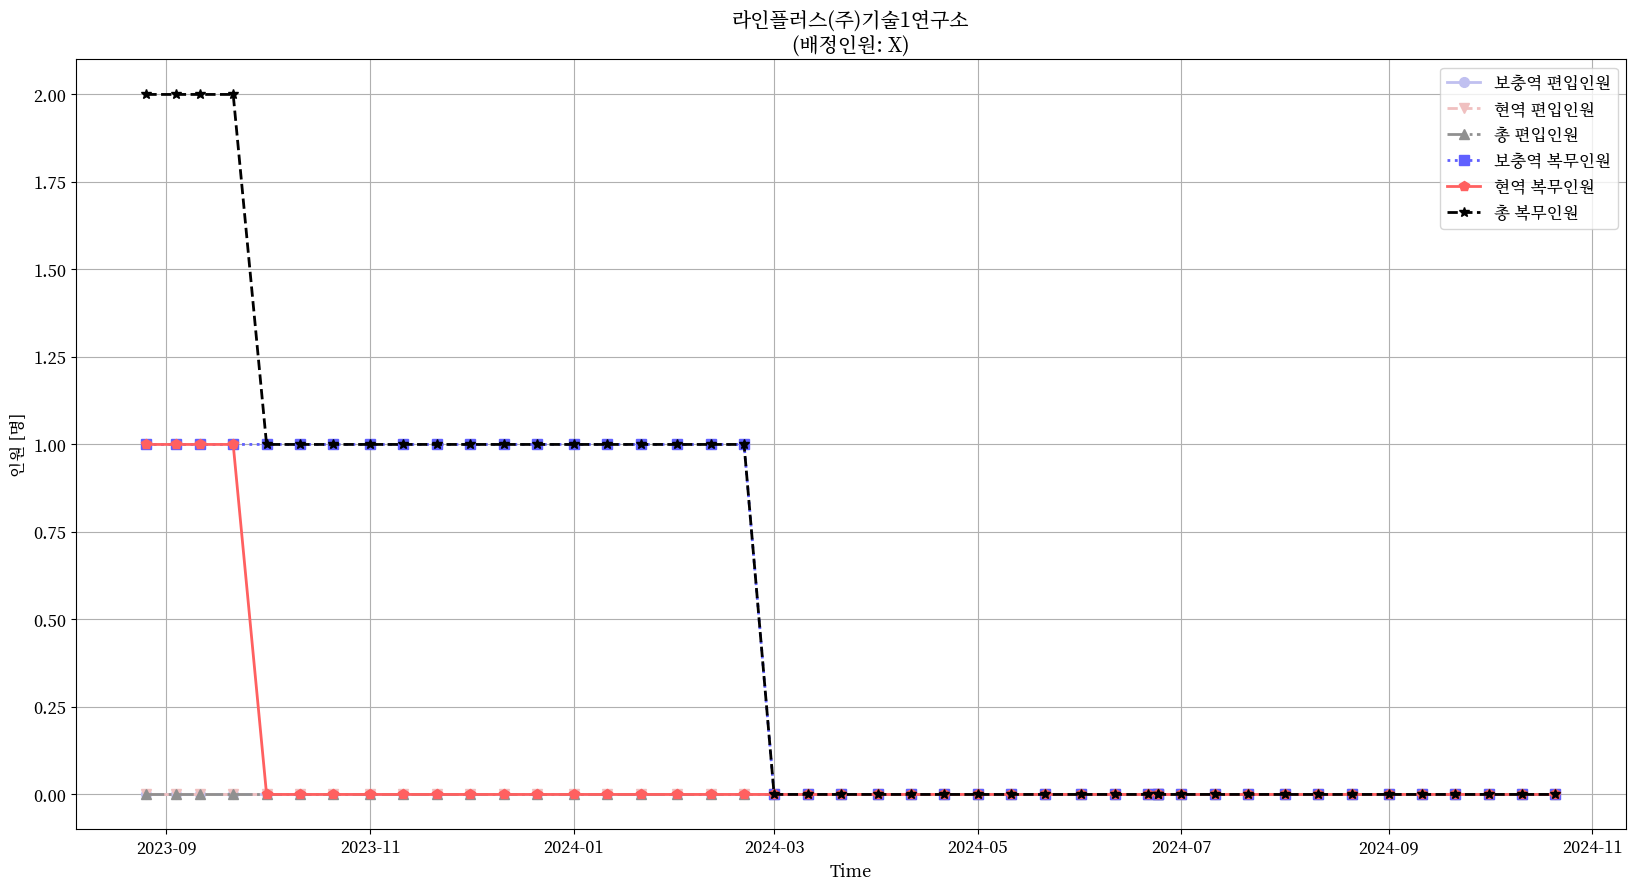 라인플러스(주)기술1연구소
(배정인원: X)
보충역 편입인원
현역 편입인원
총 편입인원
보충역 복무인원
현역 복무인원
총 복무인원
2.00
1.75
1.50
1.25
1.00
0.75
0.50
0.25
0.00
인원 [명]
2023-09
2023-11
2024-01
2024-03
2024-05
2024-07
2024-09
2024-11
Time